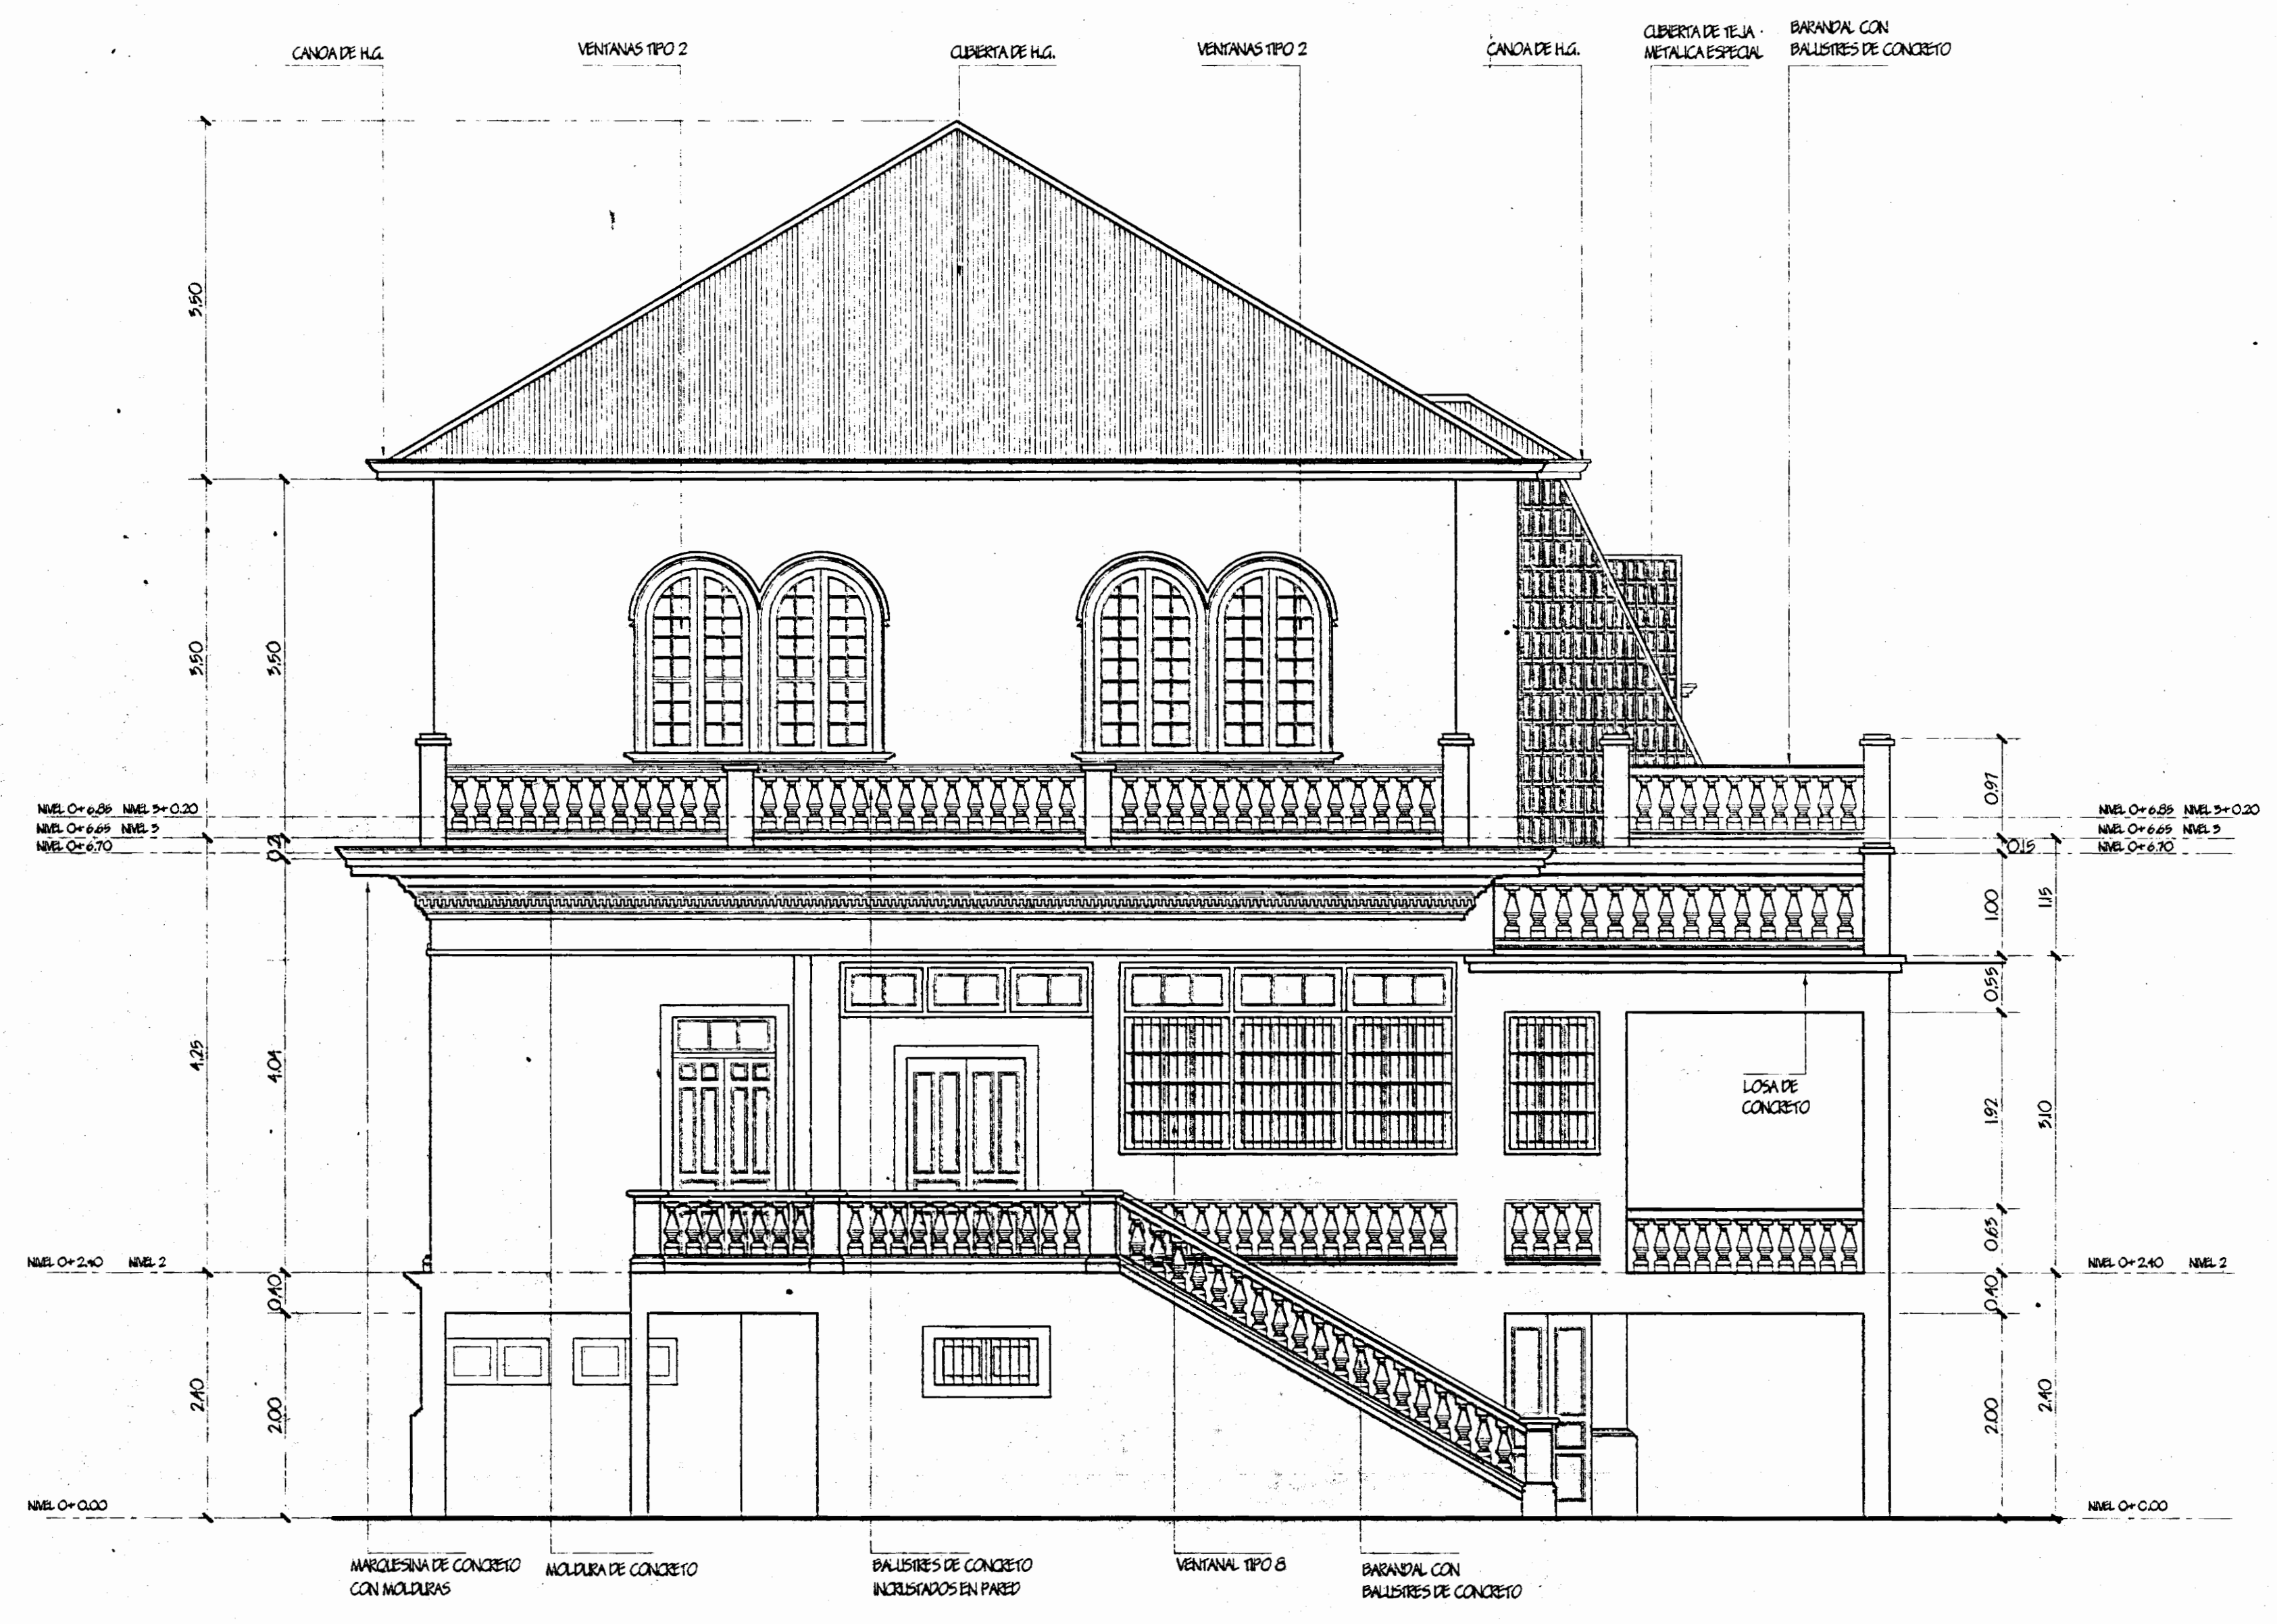 CANOA DE H.G.
VENTANAS TIPO 2
CUBIERTA DE H.G.
VENTANAS TIPO 2
CANOA DE H.G.
CUBIERTA DE TEJA
METALICA ESPECIAL
BARANDAL CON
BALUSTRES DE CONCRETO
3.50
3.50
3.50
0.97
NIVEL 0+6.85 NIVEL 3+0.20
NIVEL 0+6.65 NIVEL 3
NIVEL 0+6.70
NIVEL 0+6.85 NIVEL 3+0.20
NIVEL 0+6.65 NIVEL 3
NIVEL 0+6.70
0.15
1.00
1.15
0.55
4.25
4.04
LOSA DE
CONCRETO
1.92
3.10
0.63
NIVEL 0+2.40 NIVEL 2
NIVEL 0+2.40 NIVEL 2
0.40
0.40
2.40
2.00
2.00
2.40
NIVEL 0+0.00
NIVEL 0+0.00
MARQUESINA DE CONCRETO
CON MOLDURAS
MOLDURA DE CONCRETO
BALUSTRES DE CONCRETO
INCRUSTADOS EN PARED
VENTANAL TIPO 8
BARANDAL CON
BALUSTRES DE CONCRETO